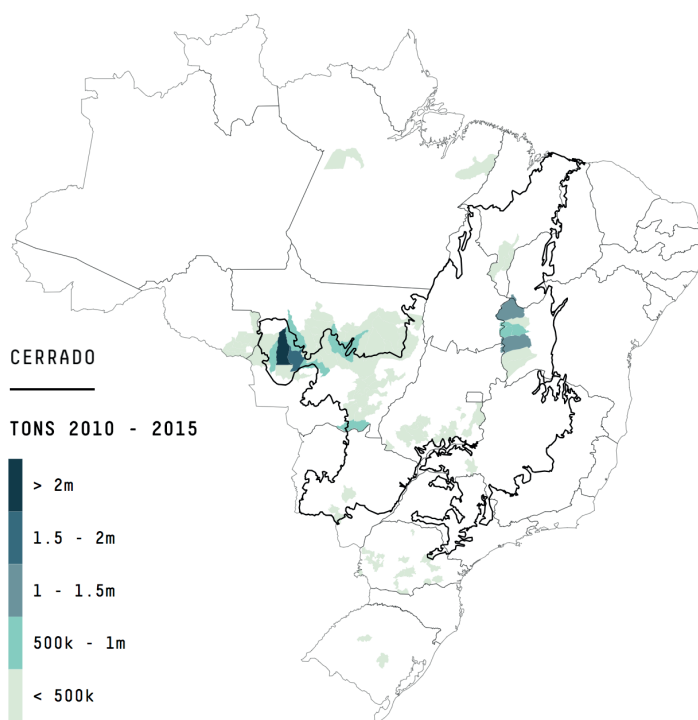 CERRADO
TONS 2010 - 2015
> 2m
1.5 - 2m
1 - 1.5m
500k - 1m
< 500k